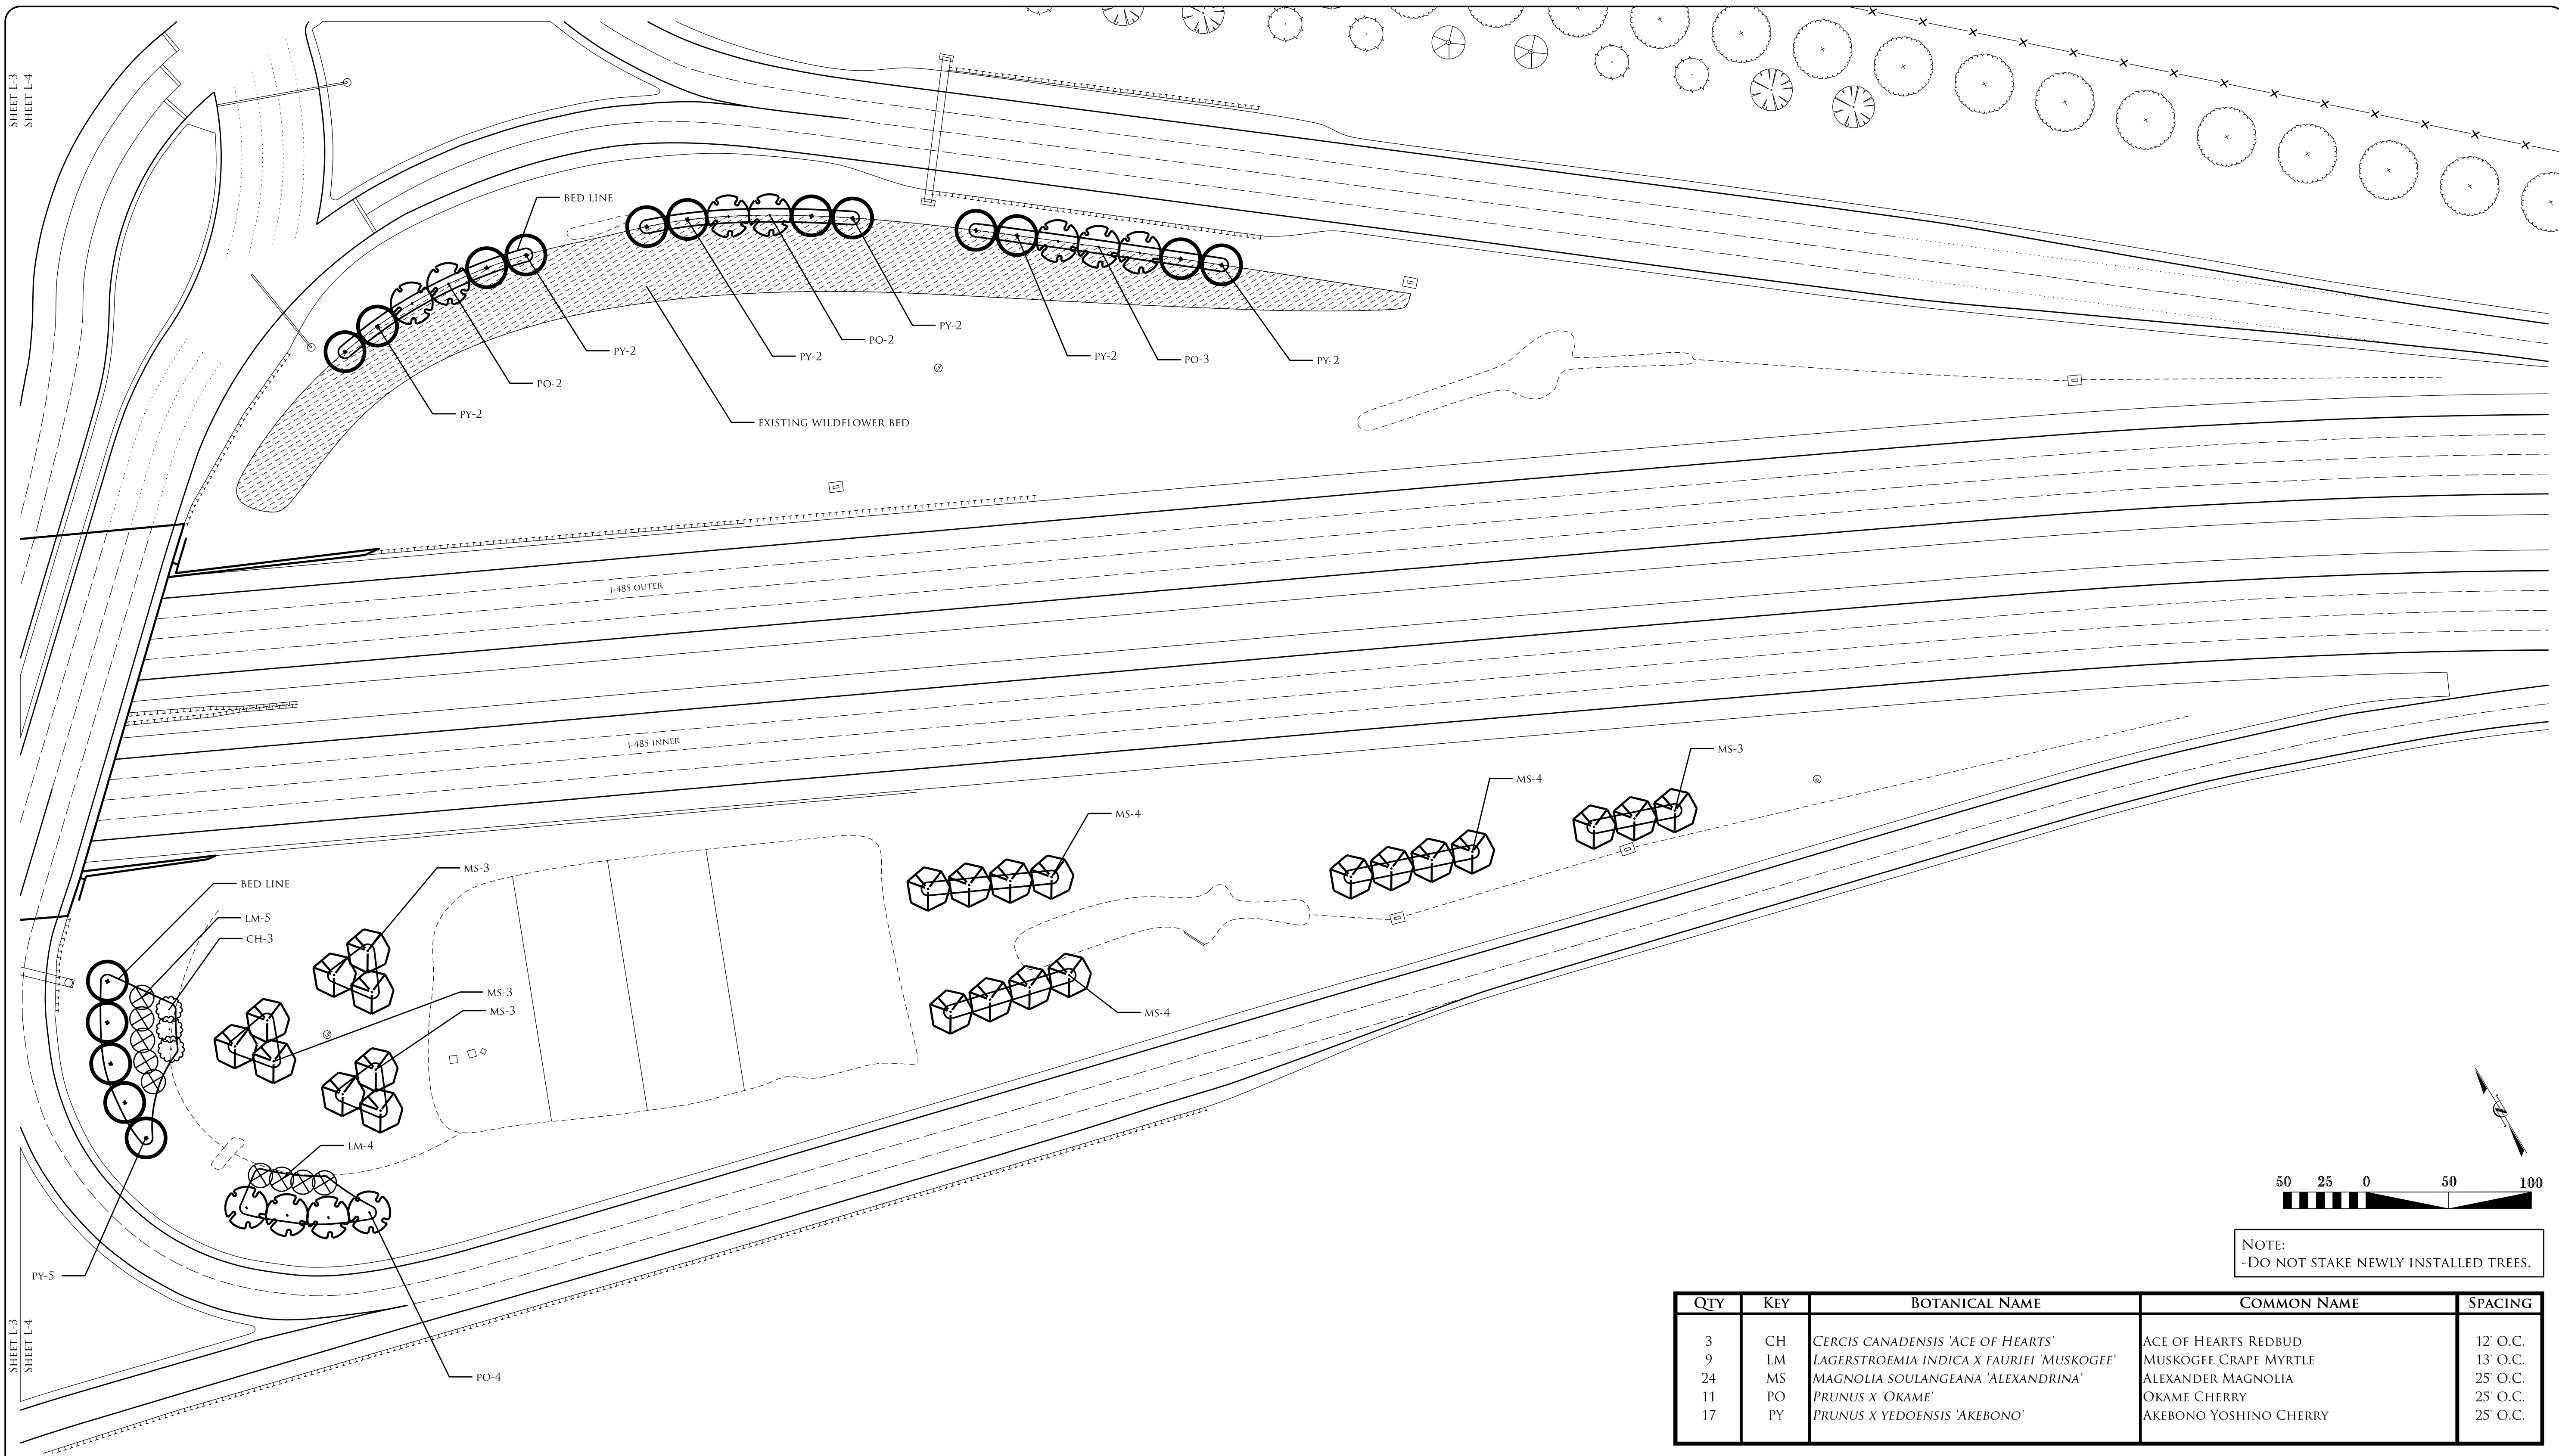 SHEET L-3
SHEET L-4
BED LINE
PY-2
PO-2
PY-2
PY-2
PO-2
PY-2
PY-2
PO-3
PY-2
EXISTING WILDFLOWER BED
I-485 OUTER
I-485 INNER
MS-3
MS-4
MS-4
MS-3
BED LINE
LM-5
CH-3
MS-3
MS-3
MS-4
LM-4
PY-5
PO-4
SHEET L-3
SHEET L-4
50 25 0 50 100
NOTE:
-DO NOT STAKE NEWLY INSTALLED TREES.
QTY KEY BOTANICAL NAME COMMON NAME SPACING
3 CH CERCIS CANADENSIS 'ACE OF HEARTS' ACE OF HEARTS REDBUD 12' O.C.
9 LM LAGERSTROEMIA INDICA X FAURIEI 'MUSKOGEE' MUSKOGEE CRAPE MYRTLE 13' O.C.
24 MS MAGNOLIA SOULANGEANA 'ALEXANDRINA' ALEXANDER MAGNOLIA 25' O.C.
11 PO PRUNUS X 'OKAME' OKAME CHERRY 25' O.C.
17 PY PRUNUS X YEDOENSIS 'AKEBONO' AKEBONO YOSHINO CHERRY 25' O.C.